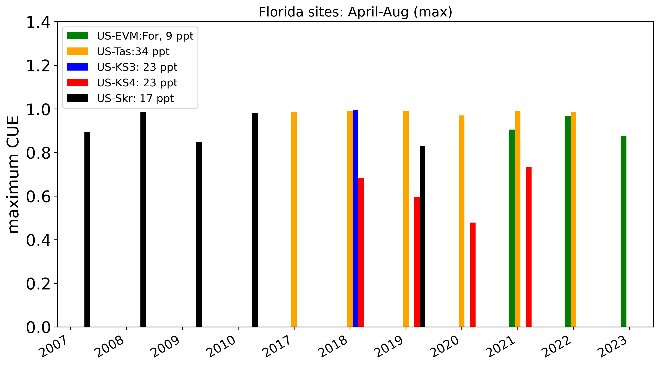 Florida sites: April-Aug (max)
1.4
US-EVM:For, 9 ppt
US-Tas:34 ppt
US-KS3: 23 ppt
US-KS4: 23 ppt
US-Skr: 17 ppt
1.2
1.0
0.8
0.6
0.4
0.2
0.0
maximum CUE
2007
2008
2009
2010
2017
2018
2019
2020
2021
2022
2023